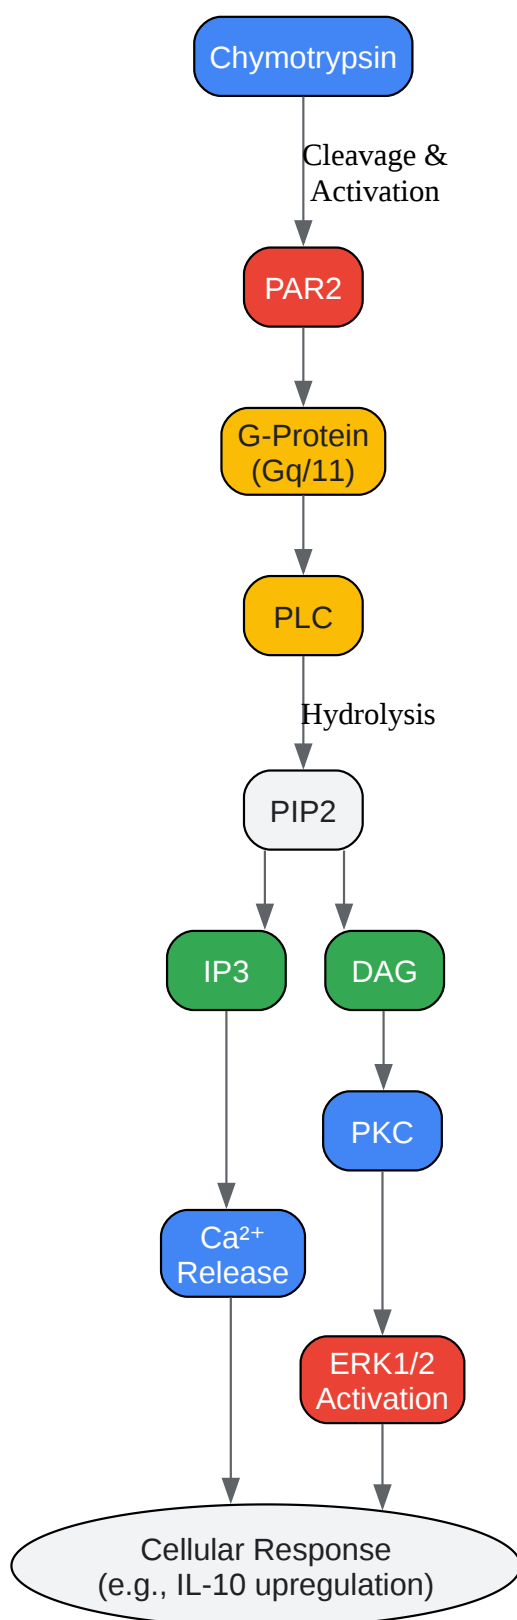 Chymotrypsin
Cleavage &
Activation
PAR2
G-Protein
(Gq/11)
PLC
Hydrolysis
PIP2
IP3
DAG
PKC
Ca²⁺
Release
ERK1/2
Activation
Cellular Response
(e.g., IL-10 upregulation)